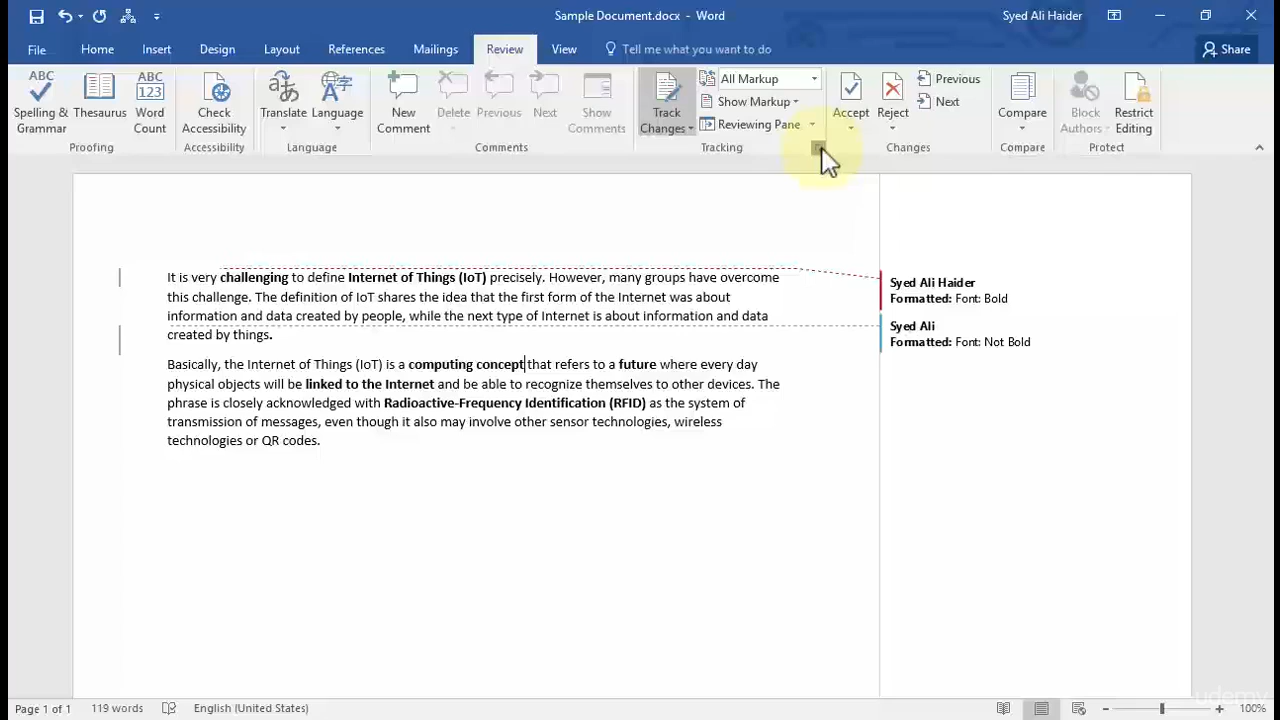 Sample Document.docx - Word
Syed Ali Haider
File Home Insert Design Layout References Mailings Review View Tell me what you want to do Share
ABC
Spelling &
Grammar
Thesaurus
ABC
123
Word
Count
Proofing
Check
Accessibility
Accessibility
Translate
Language
Language
New
Comment
Delete
Previous
Next
Show
Comments
Comments
Track
Changes
All Markup
Show Markup
Reviewing Pane
Tracking
Accept
Reject
Previous
Next
Changes
Compare
Compare
Block
Authors
Restrict
Editing
Protect
It is very challenging to define Internet of Things (IoT) precisely. However, many groups have overcome
this challenge. The definition of IoT shares the idea that the first form of the Internet was about
information and data created by people, while the next type of Internet is about information and data
created by things.
Basically, the Internet of Things (IoT) is a computing concept that refers to a future where every day
physical objects will be linked to the Internet and be able to recognize themselves to other devices. The
phrase is closely acknowledged with Radioactive-Frequency Identification (RFID) as the system of
transmission of messages, even though it also may involve other sensor technologies, wireless
technologies or QR codes.
Syed Ali Haider
Formatted: Font: Bold
Syed Ali
Formatted: Font: Not Bold
Page 1 of 1 119 words English (United States) 100%
udemy